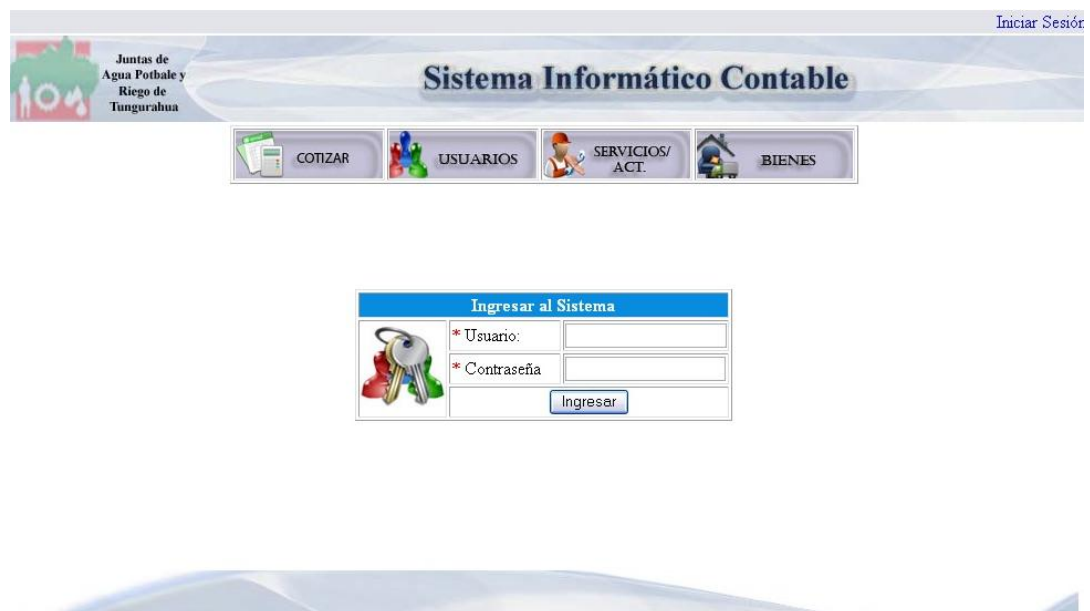 Iniciar Sesión
Juntas de
Agua Potbale y
Riego de
Tungurahua
Sistema Informático Contable
COTIZAR
USUARIOS
SERVICIOS/
ACT.
BIENES
Ingresar al Sistema
* Usuario:
* Contraseña
Ingresar